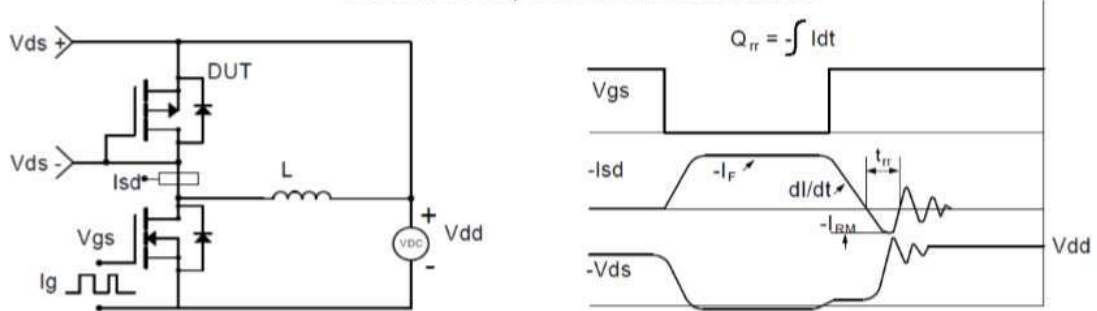 Vds +
DUT
Vds -
Isd
L
Vgs
Ig
VDC
+
-
Vdd
Qrr = -∫ Idt
Vgs
-Isd
-IF
dI/dt
trr
-IRM
-Vds
Vdd